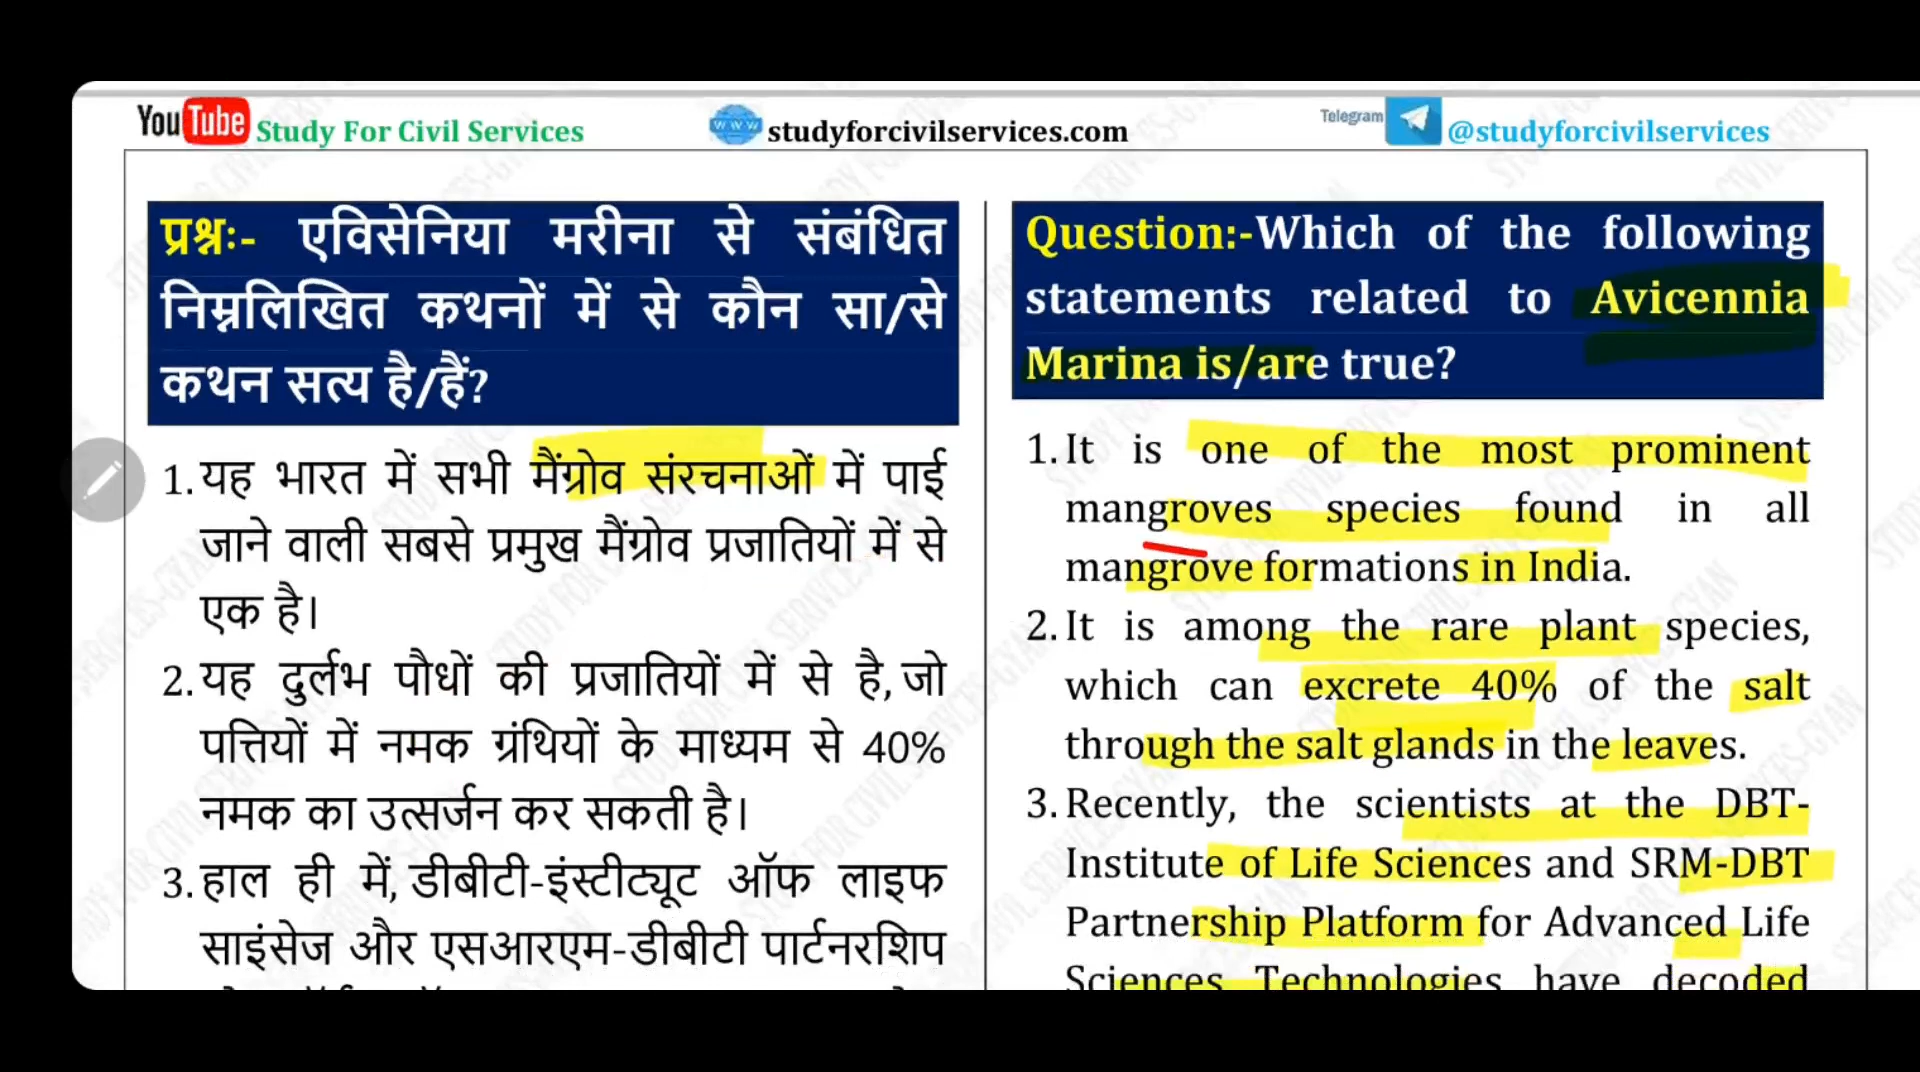 YouTube Study For Civil Services
www studyforcivilservices.com
Telegram @studyforcivilservices
प्रश्नः- एविसेनिया मरीना से संबंधित
निम्नलिखित कथनों में से कौन सा/से
कथन सत्य है/हैं?
1. यह भारत में सभी मैंग्रोव संरचनाओं में पाई
जाने वाली सबसे प्रमुख मैंग्रोव प्रजातियों में से
एक है।
2. यह दुर्लभ पौधों की प्रजातियों में से है, जो
पत्तियों में नमक ग्रंथियों के माध्यम से 40%
नमक का उत्सर्जन कर सकती है।
3. हाल ही में, डीबीटी-इंस्टीट्यूट ऑफ लाइफ
साइंसेज और एसआरएम-डीबीटी पार्टनरशिप
Question:-Which of the following
statements related to Avicennia
Marina is/are true?
1. It is one of the most prominent
mangroves species found in all
mangrove formations in India.
2. It is among the rare plant species,
which can excrete 40% of the salt
through the salt glands in the leaves.
3. Recently, the scientists at the DBT-
Institute of Life Sciences and SRM-DBT
Partnership Platform for Advanced Life
Sciences Technologies have decoded